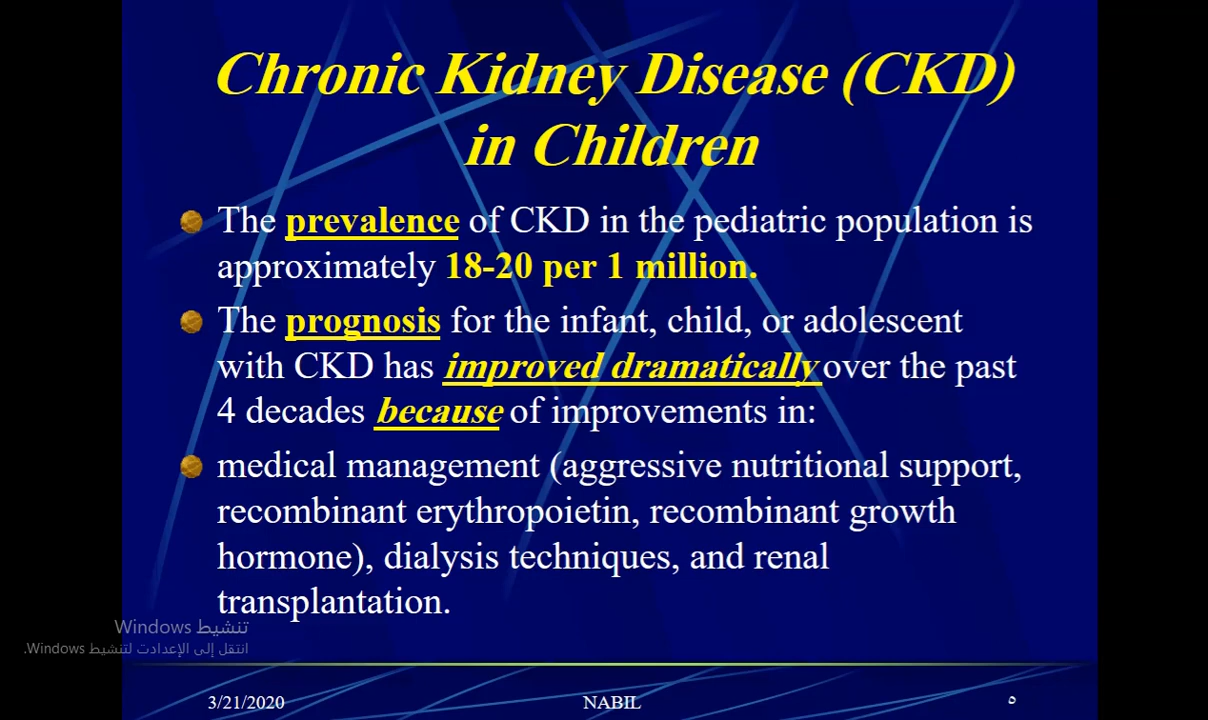 Chronic Kidney Disease (CKD)
in Children
The prevalence of CKD in the pediatric population is
approximately 18-20 per 1 million.
The prognosis for the infant, child, or adolescent
with CKD has improved dramatically over the past
4 decades because of improvements in:
medical management (aggressive nutritional support,
recombinant erythropoietin, recombinant growth
hormone), dialysis techniques, and renal
transplantation.
تنشيط Windows
انتقل إلى الإعدادت لتنشيط Windows.
3/21/2020 NABIL ٥